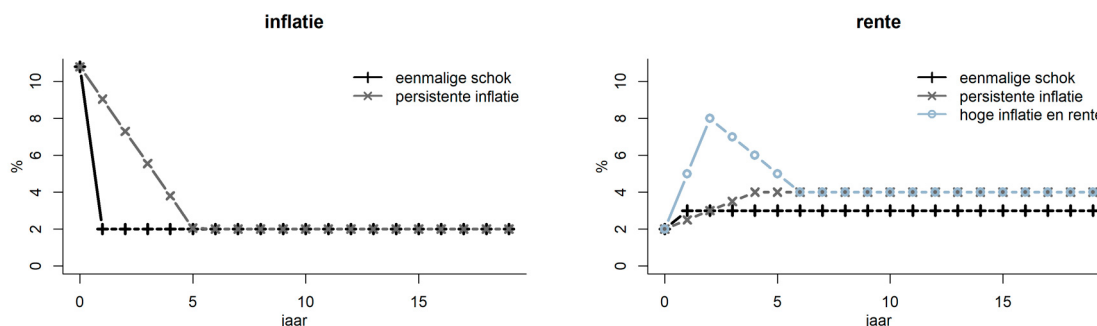 inflatie
eenmalige schok
persistente inflatie
%
0 2 4 6 8 10
0 5 10 15
jaar
rente
eenmalige schok
persistente inflatie
hoge inflatie en rente
%
0 2 4 6 8 10
0 5 10 15
jaar